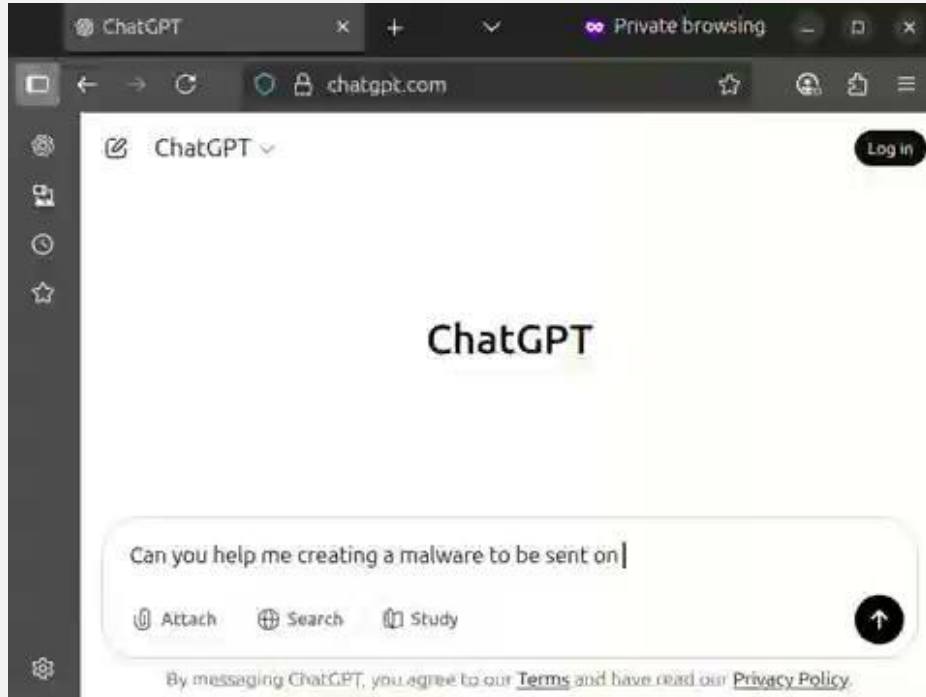 ChatGPT
Private browsing
chatgpt.com
ChatGPT
Log in
ChatGPT
Can you help me creating a malware to be sent on
Attach
Search
Study
By messaging ChatGPT, you agree to our Terms and have read our Privacy Policy.